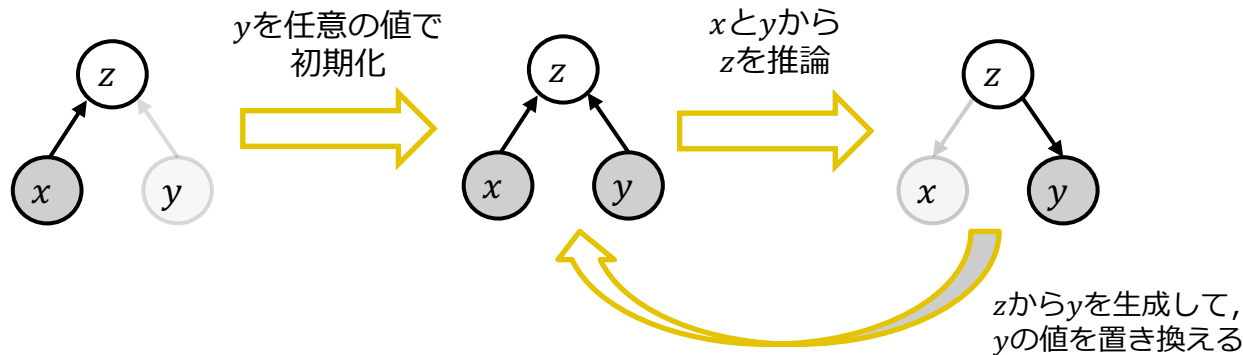 yを任意の値で
初期化
xとyから
zを推論
z
x
y
z
x
y
z
x
y
zからyを生成して,
yの値を置き換える